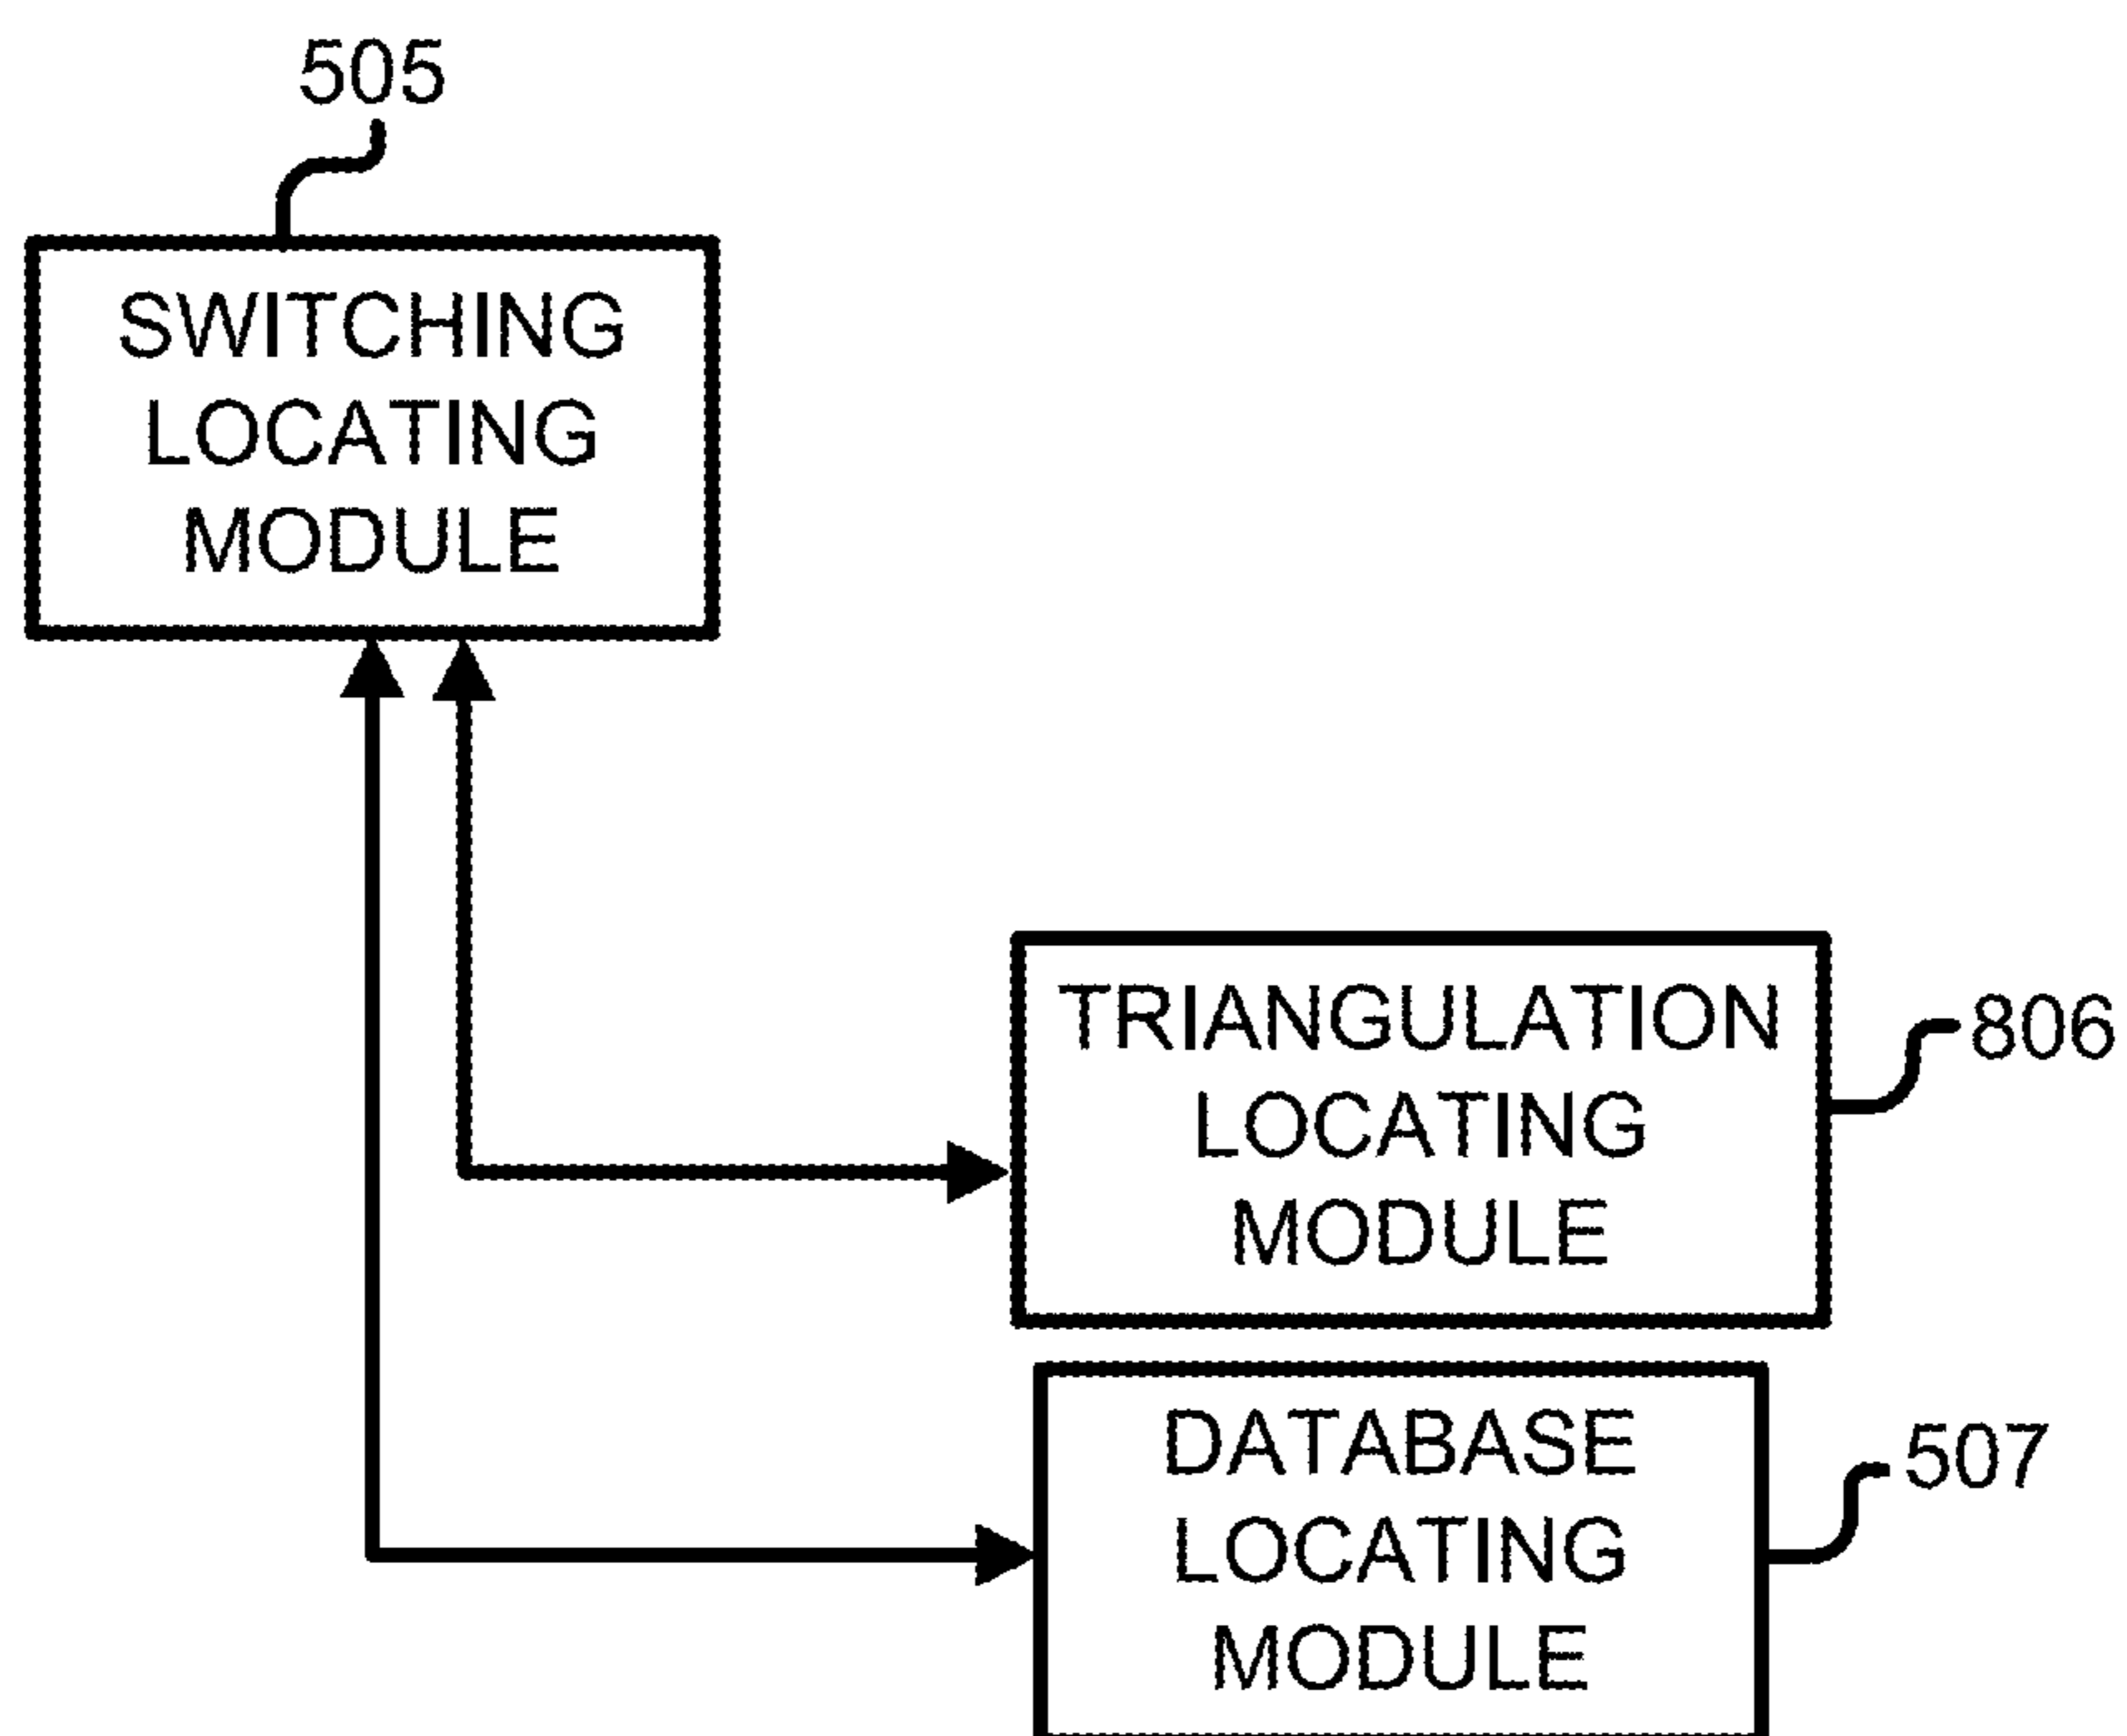 505
SWITCHING
LOCATING
MODULE
TRIANGULATION
LOCATING
MODULE
806
DATABASE
LOCATING
MODULE
507